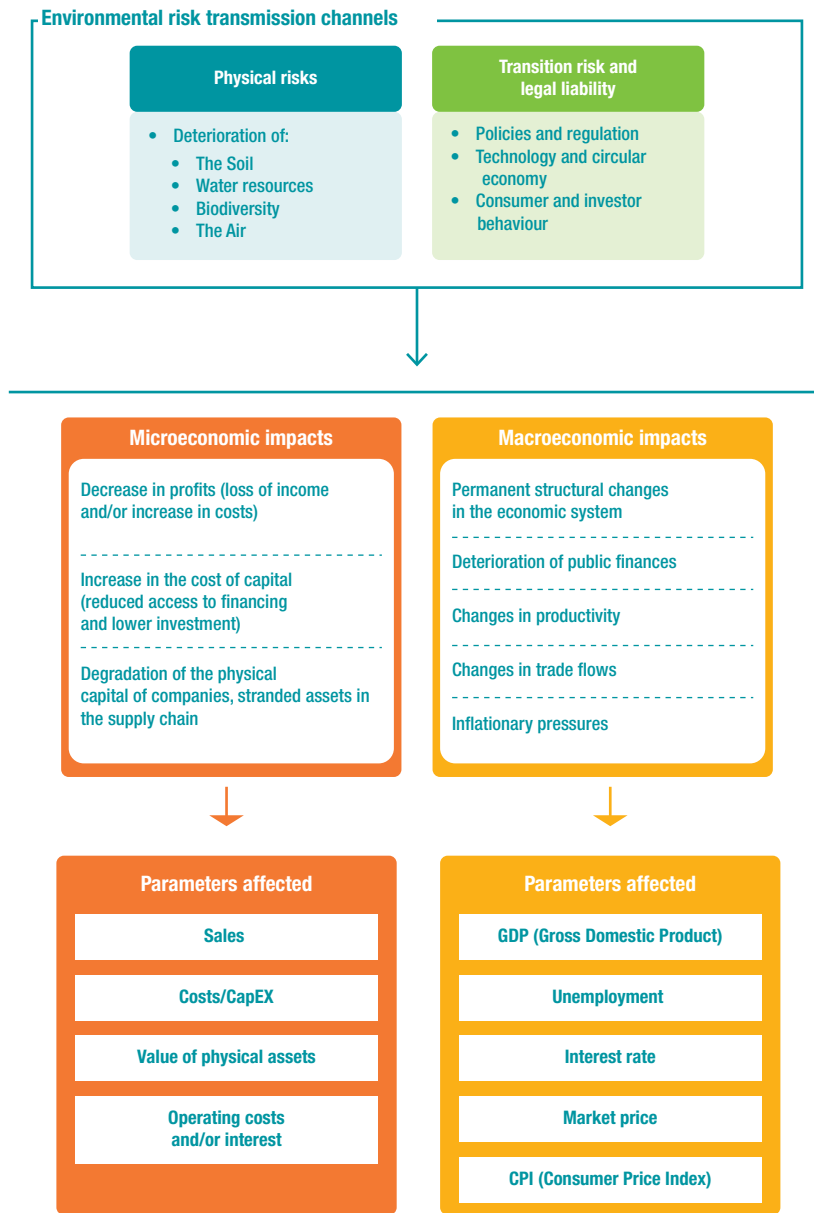 Environmental risk transmission channels
Physical risks
• Deterioration of:
• The Soil
• Water resources
• Biodiversity
• The Air
Transition risk and
legal liability
• Policies and regulation
• Technology and circular
economy
• Consumer and investor
behaviour
Microeconomic impacts
Decrease in profits (loss of income
and/or increase in costs)
Increase in the cost of capital
(reduced access to financing
and lower investment)
Degradation of the physical
capital of companies, stranded assets in
the supply chain
Macroeconomic impacts
Permanent structural changes
in the economic system
Deterioration of public finances
Changes in productivity
Changes in trade flows
Inflationary pressures
Parameters affected
Sales
Costs/CapEX
Value of physical assets
Operating costs
and/or interest
Parameters affected
GDP (Gross Domestic Product)
Unemployment
Interest rate
Market price
CPI (Consumer Price Index)